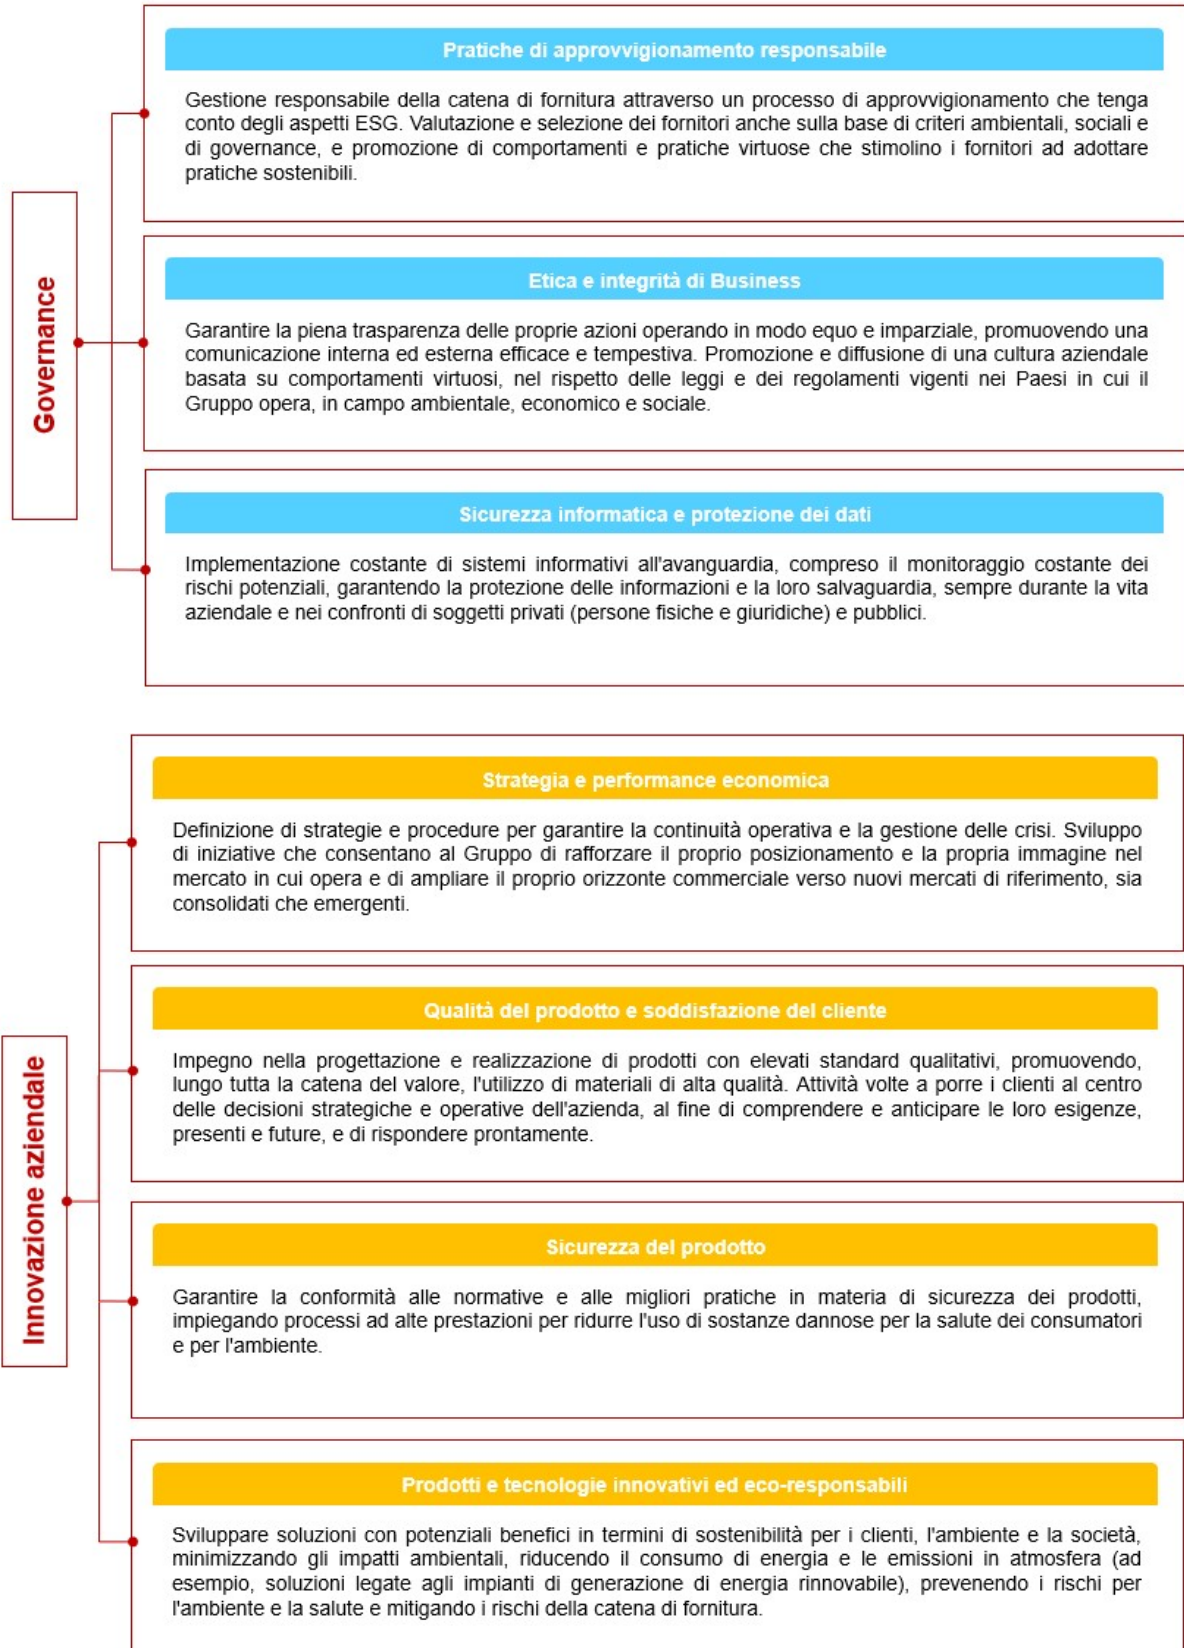 Governance
Pratiche di approvvigionamento responsabile
Gestione responsabile della catena di fornitura attraverso un processo di approvvigionamento che tenga
conto degli aspetti ESG. Valutazione e selezione dei fornitori anche sulla base di criteri ambientali, sociali e
di governance, e promozione di comportamenti e pratiche virtuose che stimolino i fornitori ad adottare
pratiche sostenibili.
Etica e integrità di Business
Garantire la piena trasparenza delle proprie azioni operando in modo equo e imparziale, promuovendo una
comunicazione interna ed esterna efficace e tempestiva. Promozione e diffusione di una cultura aziendale
basata su comportamenti virtuosi, nel rispetto delle leggi e dei regolamenti vigenti nei Paesi in cui il
Gruppo opera, in campo ambientale, economico e sociale.
Sicurezza informatica e protezione dei dati
Implementazione costante di sistemi informativi all'avanguardia, compreso il monitoraggio costante dei
rischi potenziali, garantendo la protezione delle informazioni e la loro salvaguardia, sempre durante la vita
aziendale e nei confronti di soggetti privati (persone fisiche e giuridiche) e pubblici.
Innovazione aziendale
Strategia e performance economica
Definizione di strategie e procedure per garantire la continuità operativa e la gestione delle crisi. Sviluppo
di iniziative che consentano al Gruppo di rafforzare il proprio posizionamento e la propria immagine nel
mercato in cui opera e di ampliare il proprio orizzonte commerciale verso nuovi mercati di riferimento, sia
consolidati che emergenti.
Qualità del prodotto e soddisfazione del cliente
Impegno nella progettazione e realizzazione di prodotti con elevati standard qualitativi, promuovendo,
lungo tutta la catena del valore, l'utilizzo di materiali di alta qualità. Attività volte a porre i clienti al centro
delle decisioni strategiche e operative dell'azienda, al fine di comprendere e anticipare le loro esigenze,
presenti e future, e di rispondere prontamente.
Sicurezza del prodotto
Garantire la conformità alle normative e alle migliori pratiche in materia di sicurezza dei prodotti,
impiegando processi ad alte prestazioni per ridurre l'uso di sostanze dannose per la salute dei consumatori
e per l'ambiente.
Prodotti e tecnologie innovativi ed eco-responsabili
Sviluppare soluzioni con potenziali benefici in termini di sostenibilità per i clienti, l'ambiente e la società,
minimizzando gli impatti ambientali, riducendo il consumo di energia e le emissioni in atmosfera (ad
esempio, soluzioni legate agli impianti di generazione di energia rinnovabile), prevenendo i rischi per
l'ambiente e la salute e mitigando i rischi della catena di fornitura.